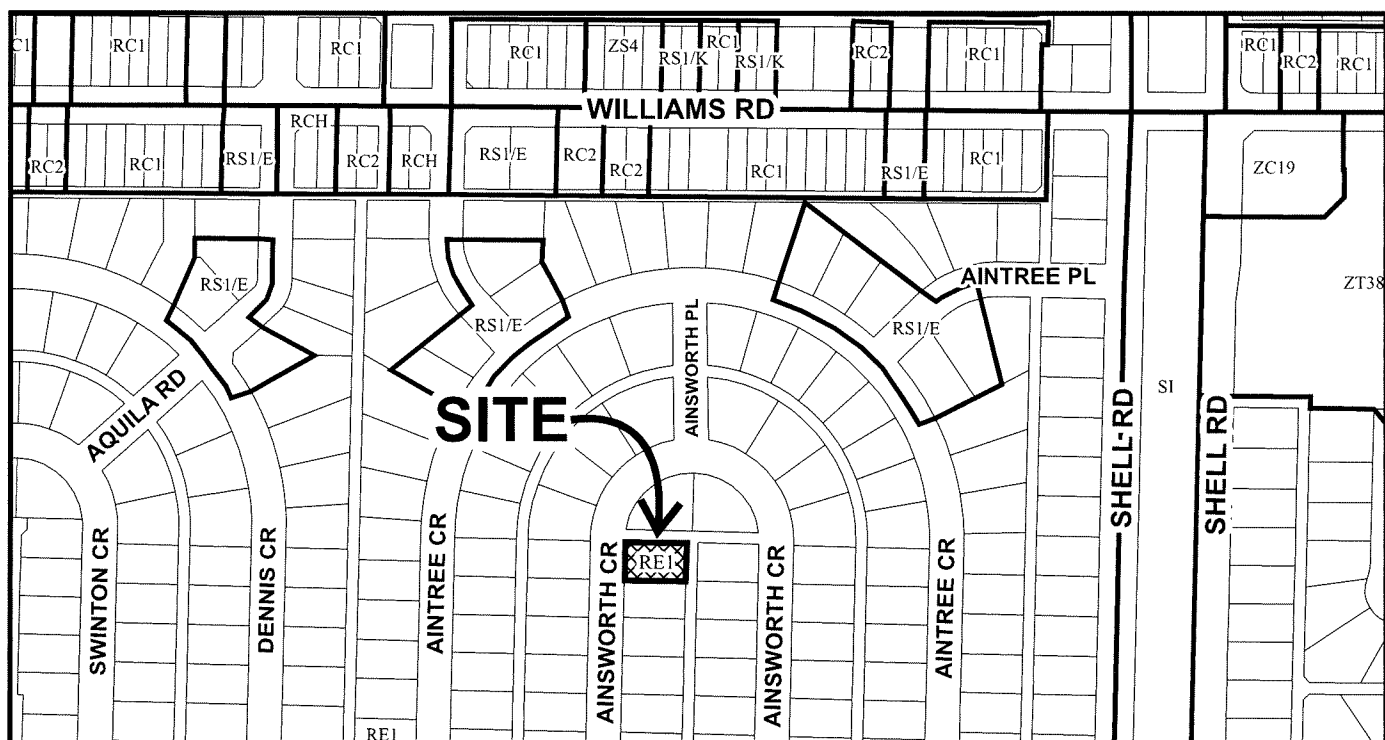 C1
RC1
RC1
RC1
ZS4
RS1/K
RC1
RS1/K
RC2
RC1
RC1
RC2
RC1
WILLIAMS RD
RC2
RC1
RS1/E
RCH
RC2
RCH
RS1/E
RC2
RC2
RC1
RS1/E
RC1
ZC19
RS1/E
RS1/E
RS1/E
AINTREE PL
ZT38
AINSWORTH PL
AQUILA RD
SITE
SHELL RD
SI
SHELL RD
SWINTON CR
DENNIS CR
AINTREE CR
AINSWORTH CR
RE1
AINSWORTH CR
AINTREE CR
RE1